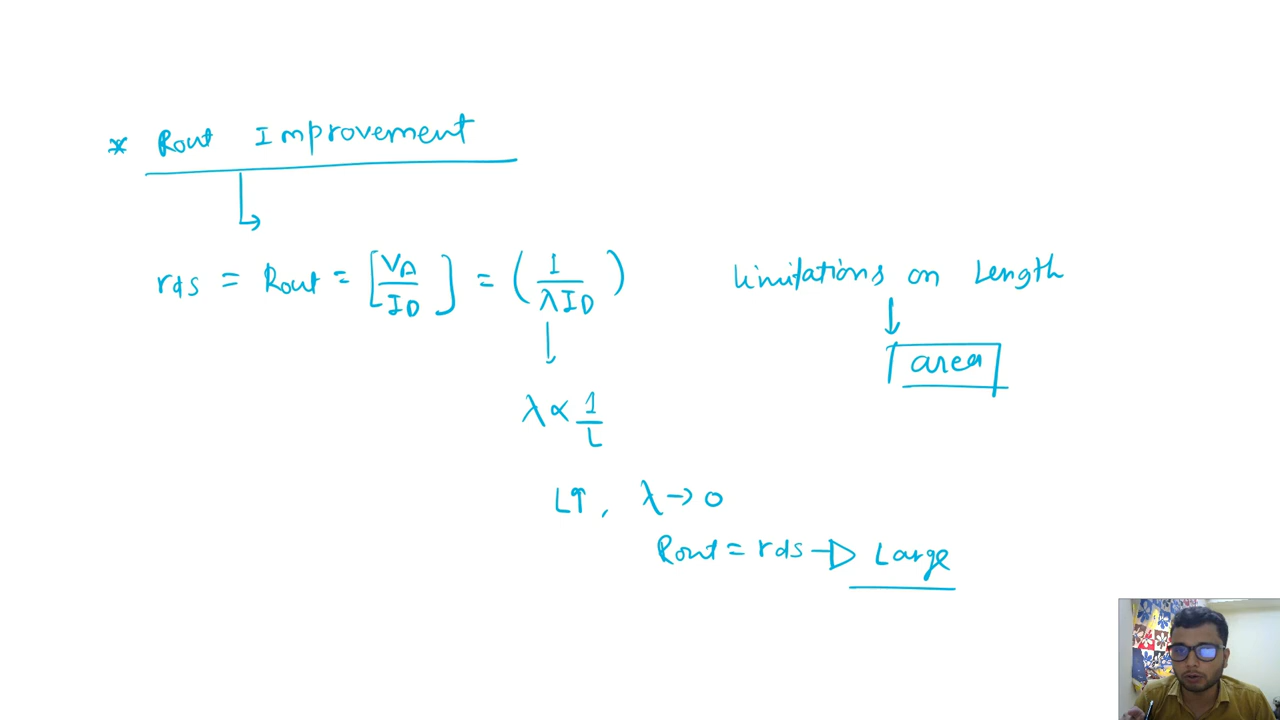 * Rout Improvement
rds = Rout = [VA/ID] = (1/λID)
λ ∝ 1/L
L↑, λ → 0
Rout = rds → Large
Limitations on Length
↓
area